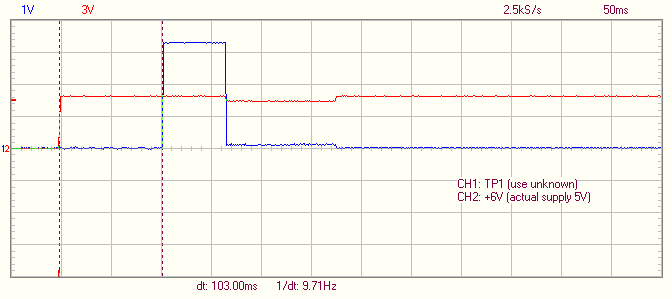 1V 3V 2.5kS/s 50ms
12
CH1: TP1 (use unknown)
CH2: +6V (actual supply 5V)
dt: 103.00ms 1/dt: 9.71Hz